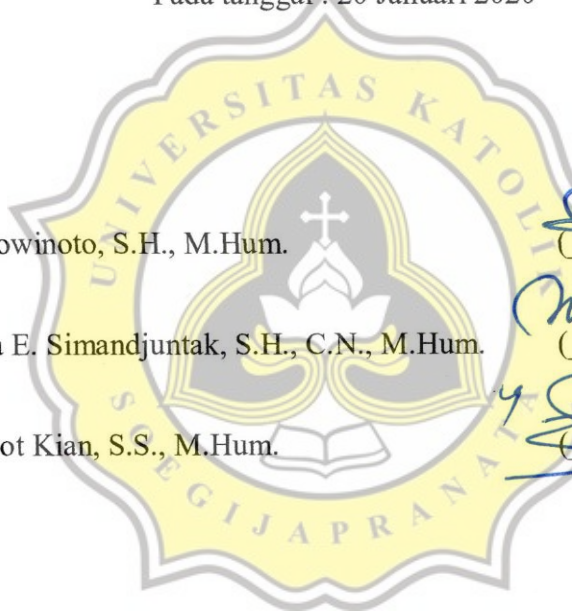 Pada tanggal : 20 Januari 2020
UNIVERSITAS KATOLIK
owinoto, S.H., M.Hum. (
E. Simandjuntak, S.H., C.N., M.Hum. (
ot Kian, S.S., M.Hum. (
SOEGIJAPRANATA